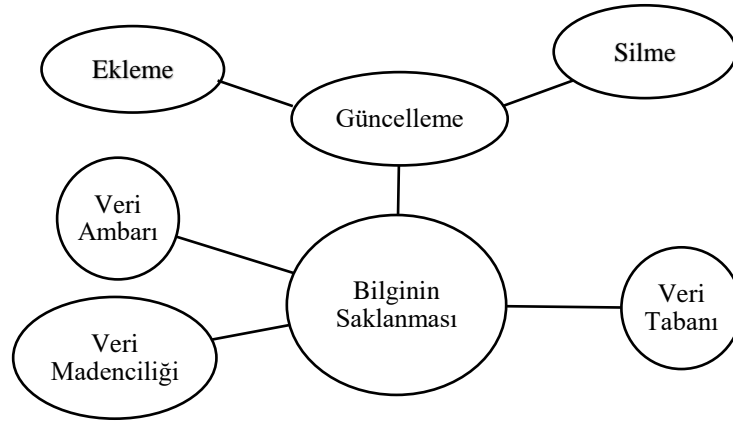 Ekleme
Silme
Güncelleme
Veri
Ambarı
Bilginin
Saklanması
Veri
Tabanı
Veri
Madenciliği